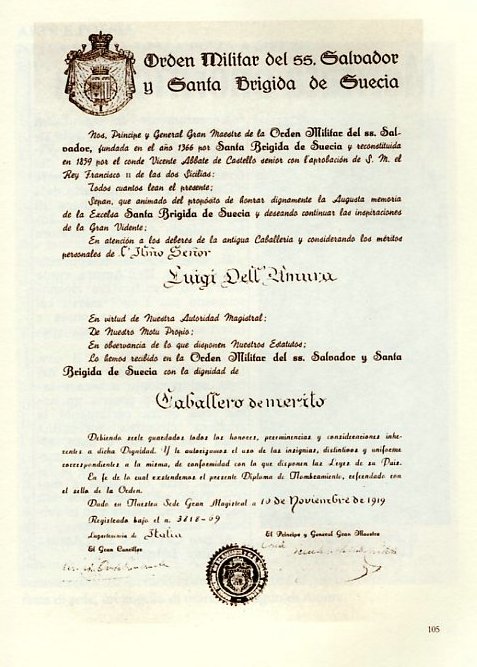 Orden Militar del ss. Salvador
y Santa Brigida de Suecia
Nos, Principe y General Gran Maestre de la Orden Militar del ss. Sal-
vador, fundata en el año 1366 por Santa Brigida de Suecia y reconstituida
en 1859 por el conde Vicente Abbate de Castello senior con l'aprobación de S. M. el
Rey Francisco II de las dos Sicilias;
Todos cuantos lean el presente;
Sepan, que animado del propósito de honrar dignamente la Augusta memoria
de la Excelsa Santa Brigida de Suecia y deseando continuar las inspiraciones
de la Gran Vidente;
En atención a los deberes de la antigua Caballeria y considerando los méritos
personales de l'Ilmo Señor
Luigi Dell'Amura
En virtud de Nuestra Autoridad Magistral;
De Nuestro Motu Propio;
En observancia de lo que disponen Nuestros Estatutos;
Lo hemos recibido en la Orden Militar del ss. Salvador y Santa
Brigida de Suecia con la dignidad de
Caballero de merito
Debiendo serle guardados todos los honores, preeminencias y consideraciones inhe-
rentes a dicha Dignidad. Y le autorizamos el uso de las insignias, distintivos y uniforme
correspondientes a la misma, de conformidad con la que disponen las Leyes de su Pais.
En fe de lo cual extendemos el presente Diploma de Nombramiento, refrendado con
el sello de la Orden.
Dado en Nuestra Sede Gran Magistral a 10 de Noviembre de 1919
Registrado bajo el n. 3818-09
Lugartenencia de Italia
El Principe y General Gran Maestre
El Gran Canciller
105